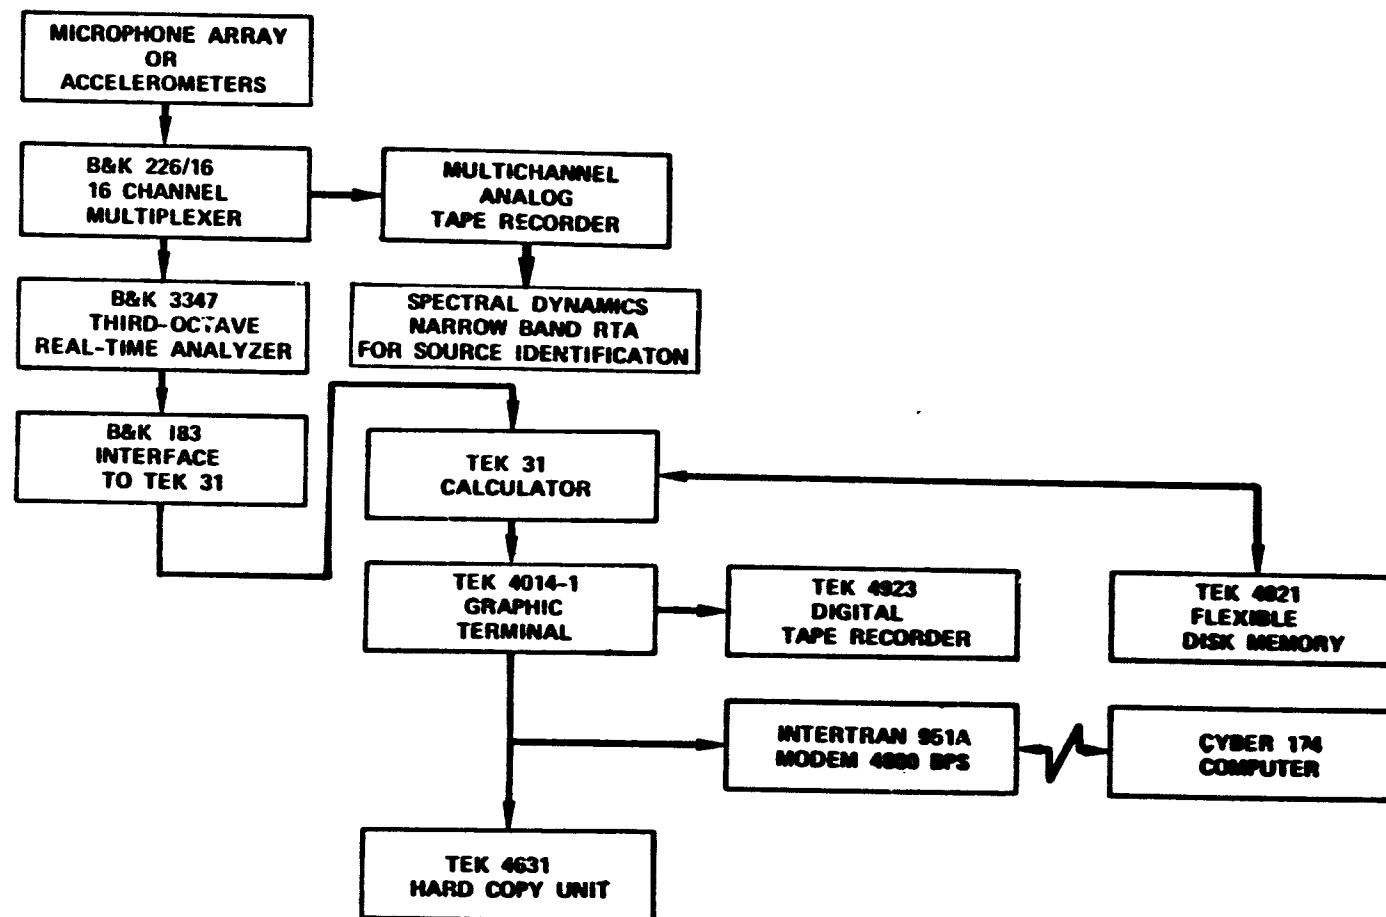 MICROPHONE ARRAY
OR
ACCELEROMETERS
B&K 226/16
16 CHANNEL
MULTIPLEXER
MULTICHANNEL
ANALOG
TAPE RECORDER
B&K 3347
THIRD-OCTAVE
REAL-TIME ANALYZER
SPECTRAL DYNAMICS
NARROW BAND RTA
FOR SOURCE IDENTIFICATON
B&K 183
INTERFACE
TO TEK 31
TEK 31
CALCULATOR
TEK 4014-1
GRAPHIC
TERMINAL
TEK 4923
DIGITAL
TAPE RECORDER
TEK
FLEXIBLE
DISK MEMORY
INTERTRAN 951A
MODEM BPS
CYBER 174
COMPUTER
TEK 4631
HARD COPY UNIT